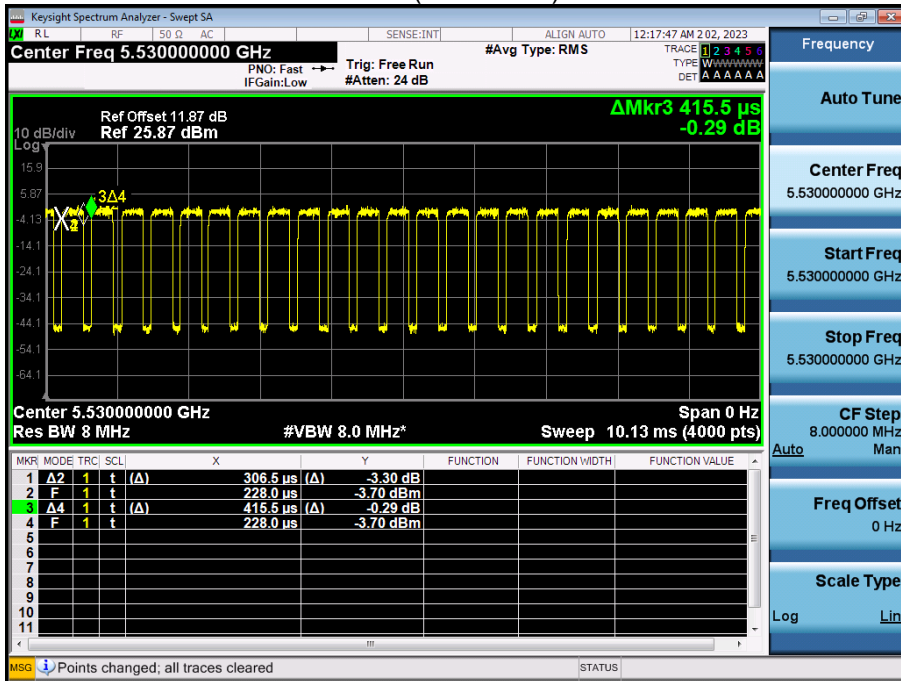 Keysight Spectrum Analyzer - Swept SA
LXI RL RF 50 Ω AC SENSE:INT ALIGN AUTO 12:17:47 AM 2 02, 2023
Center Freq 5.530000000 GHz #Avg Type: RMS TRACE 1 2 3 4 5 6
PNO: Fast Trig: Free Run TYPE WWWWWW
IFGain:Low #Atten: 24 dB DET A A A A A A
Ref Offset 11.87 dB ΔMkr3 415.5 µs
10 dB/div Ref 25.87 dBm -0.29 dB
Log
15.9
5.87
3Δ4
-4.13
-14.1
-24.1
-34.1
-44.1
-54.1
-64.1
Center 5.530000000 GHz Span 0 Hz
Res BW 8 MHz #VBW 8.0 MHz* Sweep 10.13 ms (4000 pts)
MKR MODE TRC SCL X Y FUNCTION FUNCTION WIDTH FUNCTION VALUE
1 Δ2 1 t (Δ) 306.5 µs (Δ) -3.30 dB
2 F 1 t 228.0 µs -3.70 dBm
3 Δ4 1 t (Δ) 415.5 µs (Δ) -0.29 dB
4 F 1 t 228.0 µs -3.70 dBm
5
6
7
8
9
10
11
MSG Points changed; all traces cleared STATUS
Frequency
Auto Tune
Center Freq
5.530000000 GHz
Start Freq
5.530000000 GHz
Stop Freq
5.530000000 GHz
CF Step
8.000000 MHz
Auto Man
Freq Offset
0 Hz
Scale Type
Log Lin